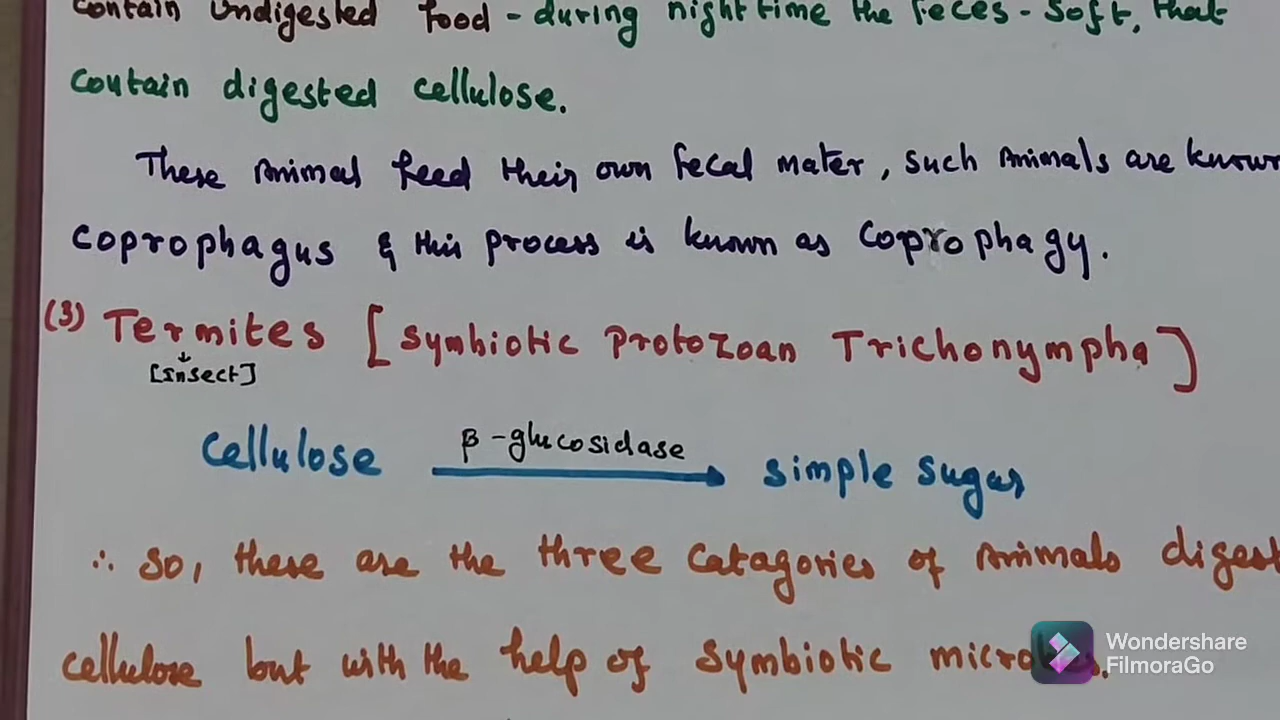 contain undigested food - during night time the feces - soft, that
contain digested cellulose.
These Animal feed their own fecal mater, such Animals are known
coprophagus & this process is known as coprophagy.
(3) Termites [symbiotic protozoan Trichonympha]
[Insect]
cellulose β-glucosidase simple sugar
∴ so, these are the three catagories of Animals digest
cellulose but with the help of symbiotic microbes.
Wondershare
FilmoraGo